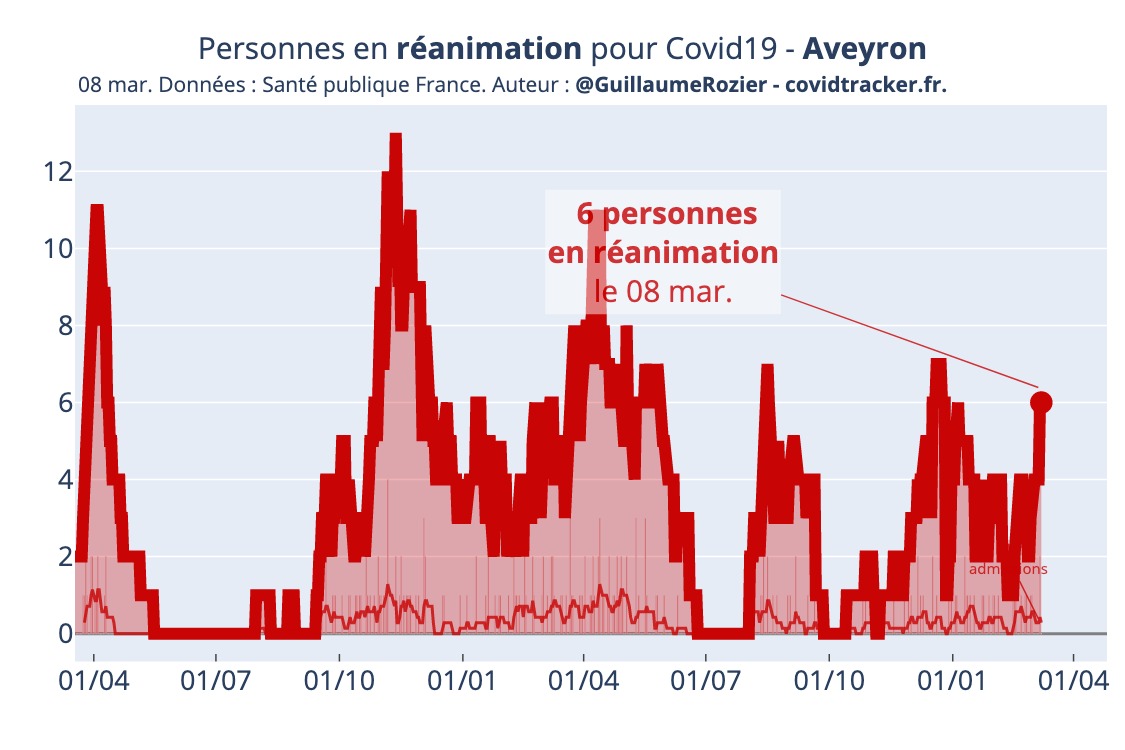 Personnes en réanimation pour Covid19 - Aveyron
08 mar. Données : Santé publique France. Auteur : @GuillaumeRozier - covidtracker.fr.
12
10
8
6
4
2
0
6 personnes
en réanimation
le 08 mar.
admissions
01/04
01/07
01/10
01/01
01/04
01/07
01/10
01/01
01/04